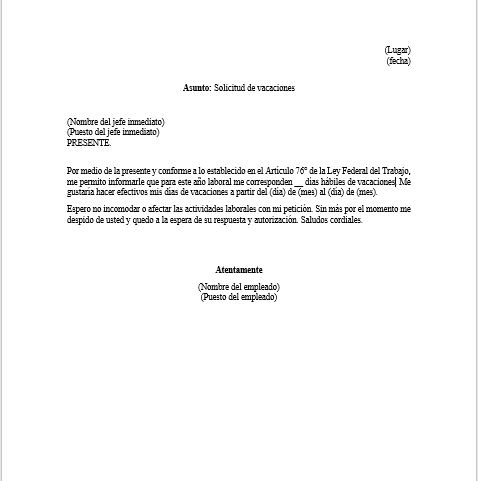 (Lugar)
(fecha)
Asunto: Solicitud de vacaciones
(Nombre del jefe inmediato)
(Puesto del jefe inmediato)
PRESENTE.
Por medio de la presente y conforme a lo establecido en el Artículo 76° de la Ley Federal del Trabajo,
me permito informarle que para este año laboral me corresponden __ días hábiles de vacaciones. Me
gustaría hacer efectivos mis días de vacaciones a partir del (día) de (mes) al (día) de (mes).
Espero no incomodar o afectar las actividades laborales con mi petición. Sin más por el momento me
despido de usted y quedo a la espera de su respuesta y autorización. Saludos cordiales.
Atentamente
(Nombre del empleado)
(Puesto del empleado)